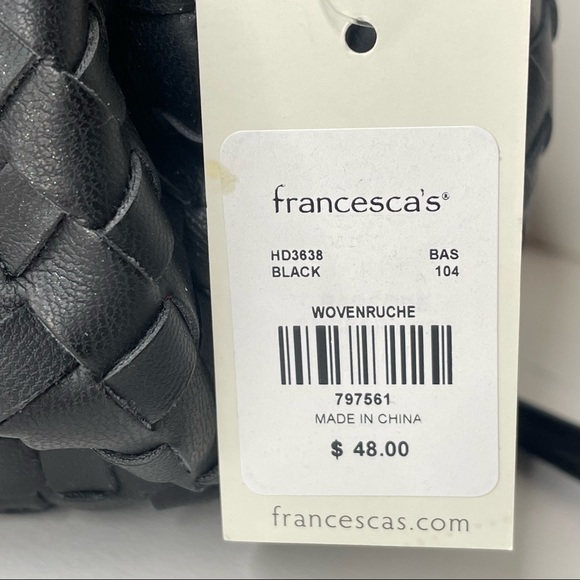 francesca's®
HD3638 BAS
BLACK 104
WOVENRUCHE
797561
MADE IN CHINA
$ 48.00
francescas.com